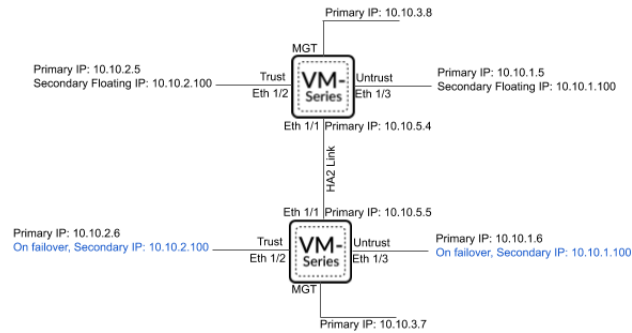 Primary IP: 10.10.3.8
MGT
Primary IP: 10.10.2.5
Secondary Floating IP: 10.10.2.100
Trust
Eth 1/2
VM-
Series
Untrust
Eth 1/3
Primary IP: 10.10.1.5
Secondary Floating IP: 10.10.1.100
Eth 1/1 Primary IP: 10.10.5.4
HA2 Link
Eth 1/1 Primary IP: 10.10.5.5
Primary IP: 10.10.2.6
On failover, Secondary IP: 10.10.2.100
Trust
Eth 1/2
VM-
Series
Untrust
Eth 1/3
Primary IP: 10.10.1.6
On failover, Secondary IP: 10.10.1.100
MGT
Primary IP: 10.10.3.7